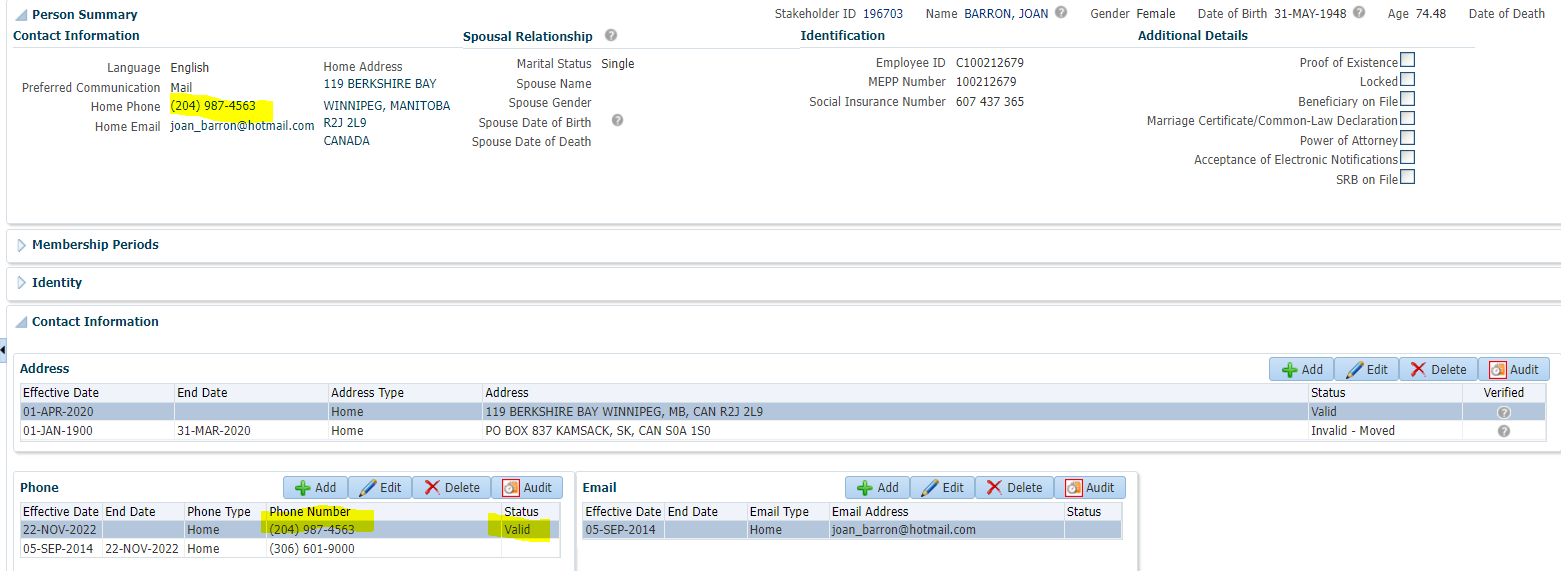 Person Summary
Stakeholder ID 196703 Name BARRON, JOAN Gender Female Date of Birth 31-MAY-1948 Age 74.48 Date of Death
Contact Information
Language English
Preferred Communication Mail
Home Phone (204) 987-4563
Home Email joan_barron@hotmail.com
Home Address
119 BERKSHIRE BAY
WINNIPEG, MANITOBA
R2J 2L9
CANADA
Spousal Relationship
Marital Status Single
Spouse Name
Spouse Gender
Spouse Date of Birth
Spouse Date of Death
Identification
Employee ID C100212679
MEPP Number 100212679
Social Insurance Number 607 437 365
Additional Details
Proof of Existence
Locked
Beneficiary on File
Marriage Certificate/Common-Law Declaration
Power of Attorney
Acceptance of Electronic Notifications
SRB on File
Membership Periods
Identity
Contact Information
Address
Add Edit Delete Audit
Effective Date End Date Address Type Address Status Verified
01-APR-2020 Home 119 BERKSHIRE BAY WINNIPEG, MB, CAN R2J 2L9 Valid
01-JAN-1900 31-MAR-2020 Home PO BOX 837 KAMSACK, SK, CAN S0A 1S0 Invalid - Moved
Phone
Add Edit Delete Audit
Effective Date End Date Phone Type Phone Number Status
22-NOV-2022 Home (204) 987-4563 Valid
05-SEP-2014 22-NOV-2022 Home (306) 601-9000
Email
Add Edit Delete Audit
Effective Date End Date Email Type Email Address Status
05-SEP-2014 Home joan_barron@hotmail.com